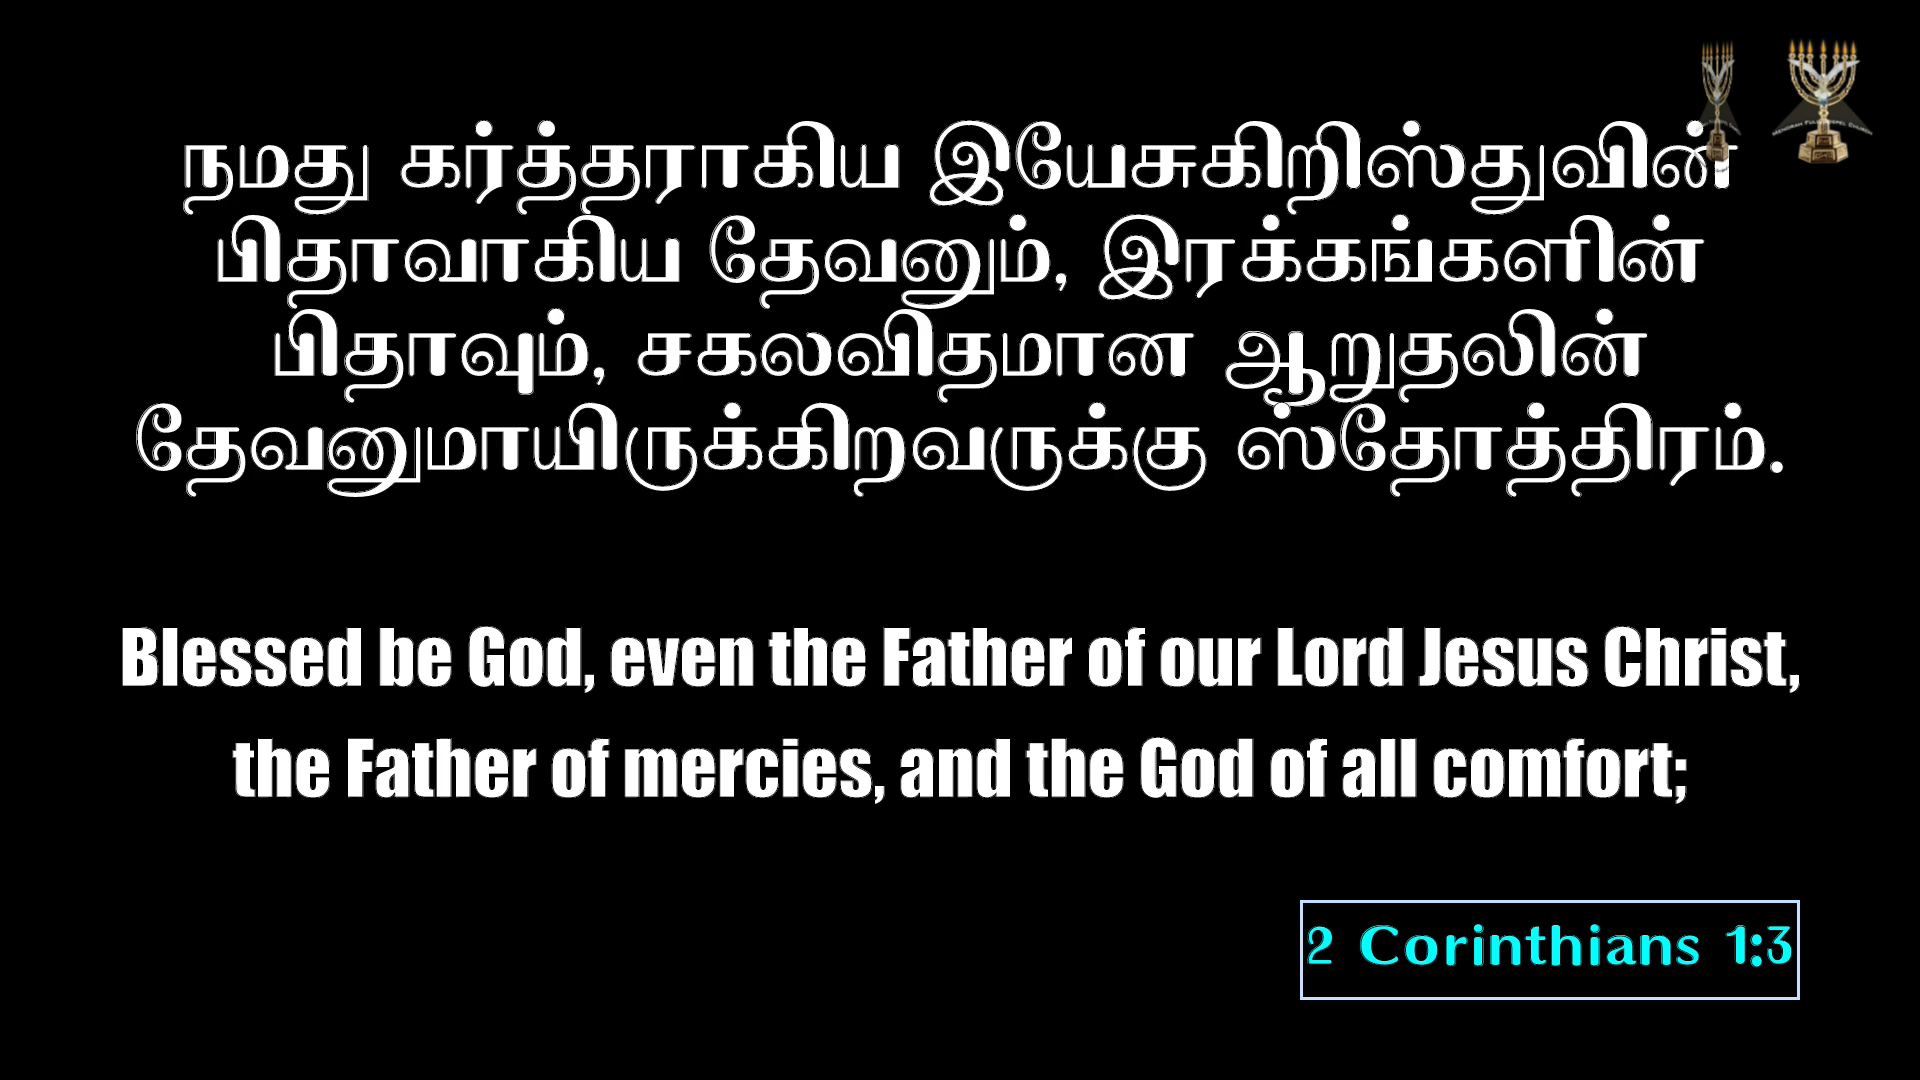 நமது கர்த்தராகிய இயேசுகிறிஸ்துவின்
பிதாவாகிய தேவனும், இரக்கங்களின்
பிதாவும், சகலவிதமான ஆறுதலின்
தேவனுமாயிருக்கிறவருக்கு ஸ்தோத்திரம்.
Blessed be God, even the Father of our Lord Jesus Christ,
the Father of mercies, and the God of all comfort;
2 Corinthians 1:3